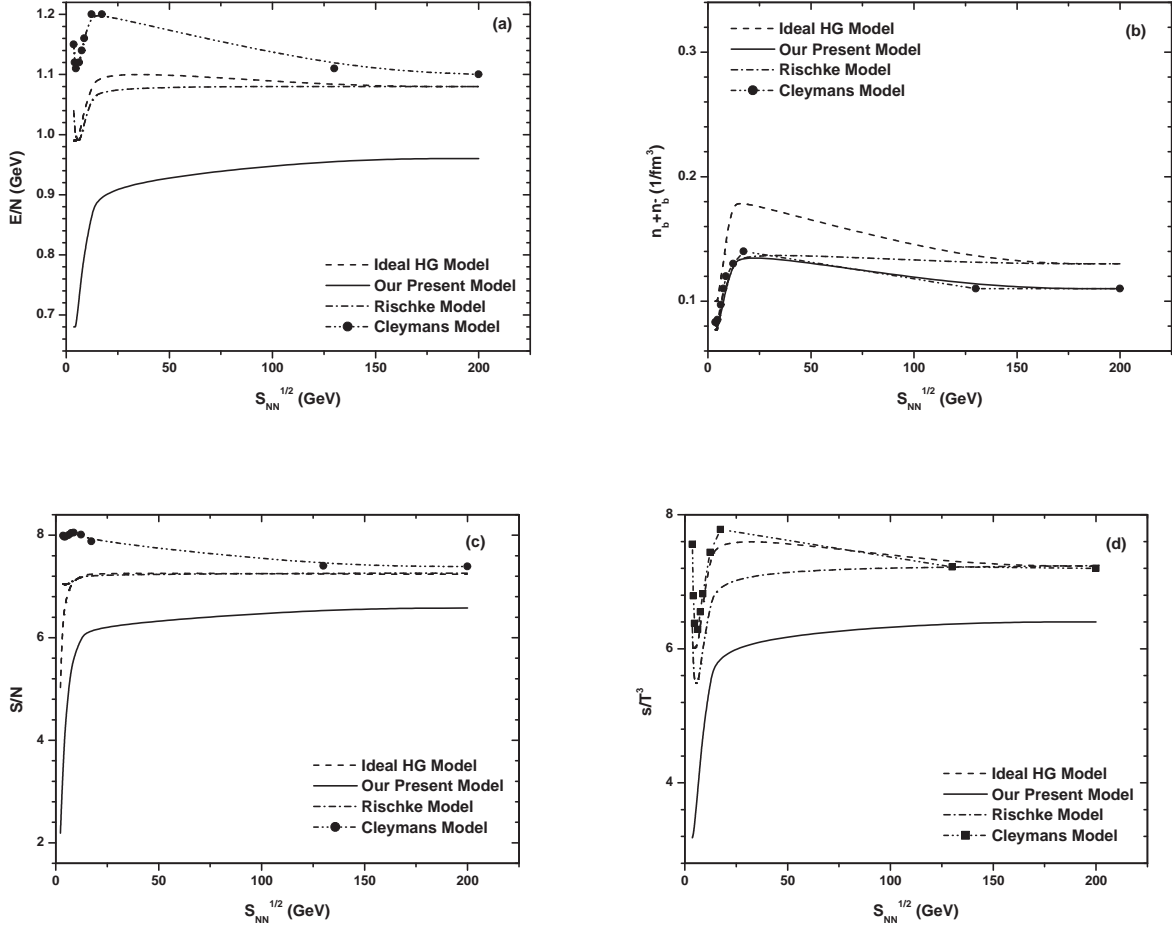 (a)
1.2
1.1
1.0
0.9
0.8
0.7
E/N (GeV)
Ideal HG Model
Our Present Model
Rischke Model
Cleymans Model
0 50 100 150 200
S_NN^1/2 (GeV)
(b)
0.3
0.2
0.1
n_b+n_b̄ (1/fm^3)
Ideal HG Model
Our Present Model
Rischke Model
Cleymans Model
0 50 100 150 200
S_NN^1/2 (GeV)
(c)
8
6
4
2
S/N
Ideal HG Model
Our Present Model
Rischke Model
Cleymans Model
0 50 100 150 200
S_NN^1/2 (GeV)
(d)
8
6
4
s/T^3
Ideal HG Model
Our Present Model
Rischke Model
Cleymans Model
0 50 100 150 200
S_NN^1/2 (GeV)